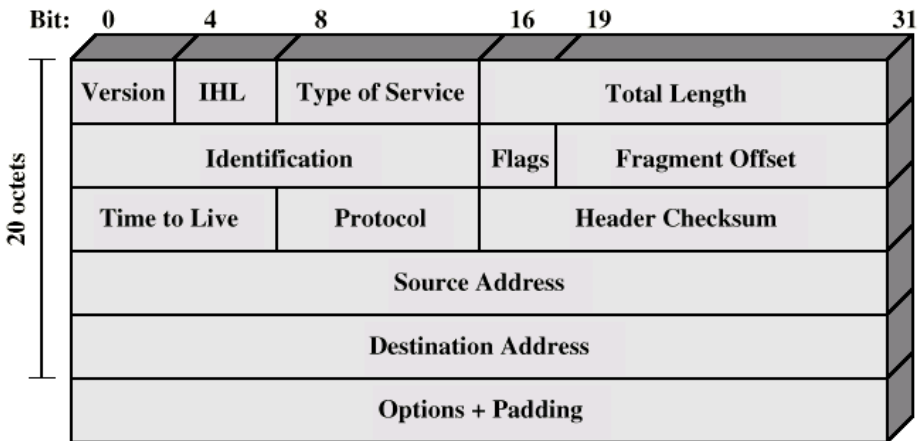 Bit: 0 4 8 16 19 31
Version IHL Type of Service Total Length
Identification Flags Fragment Offset
Time to Live Protocol Header Checksum
Source Address
Destination Address
Options + Padding
20 octets